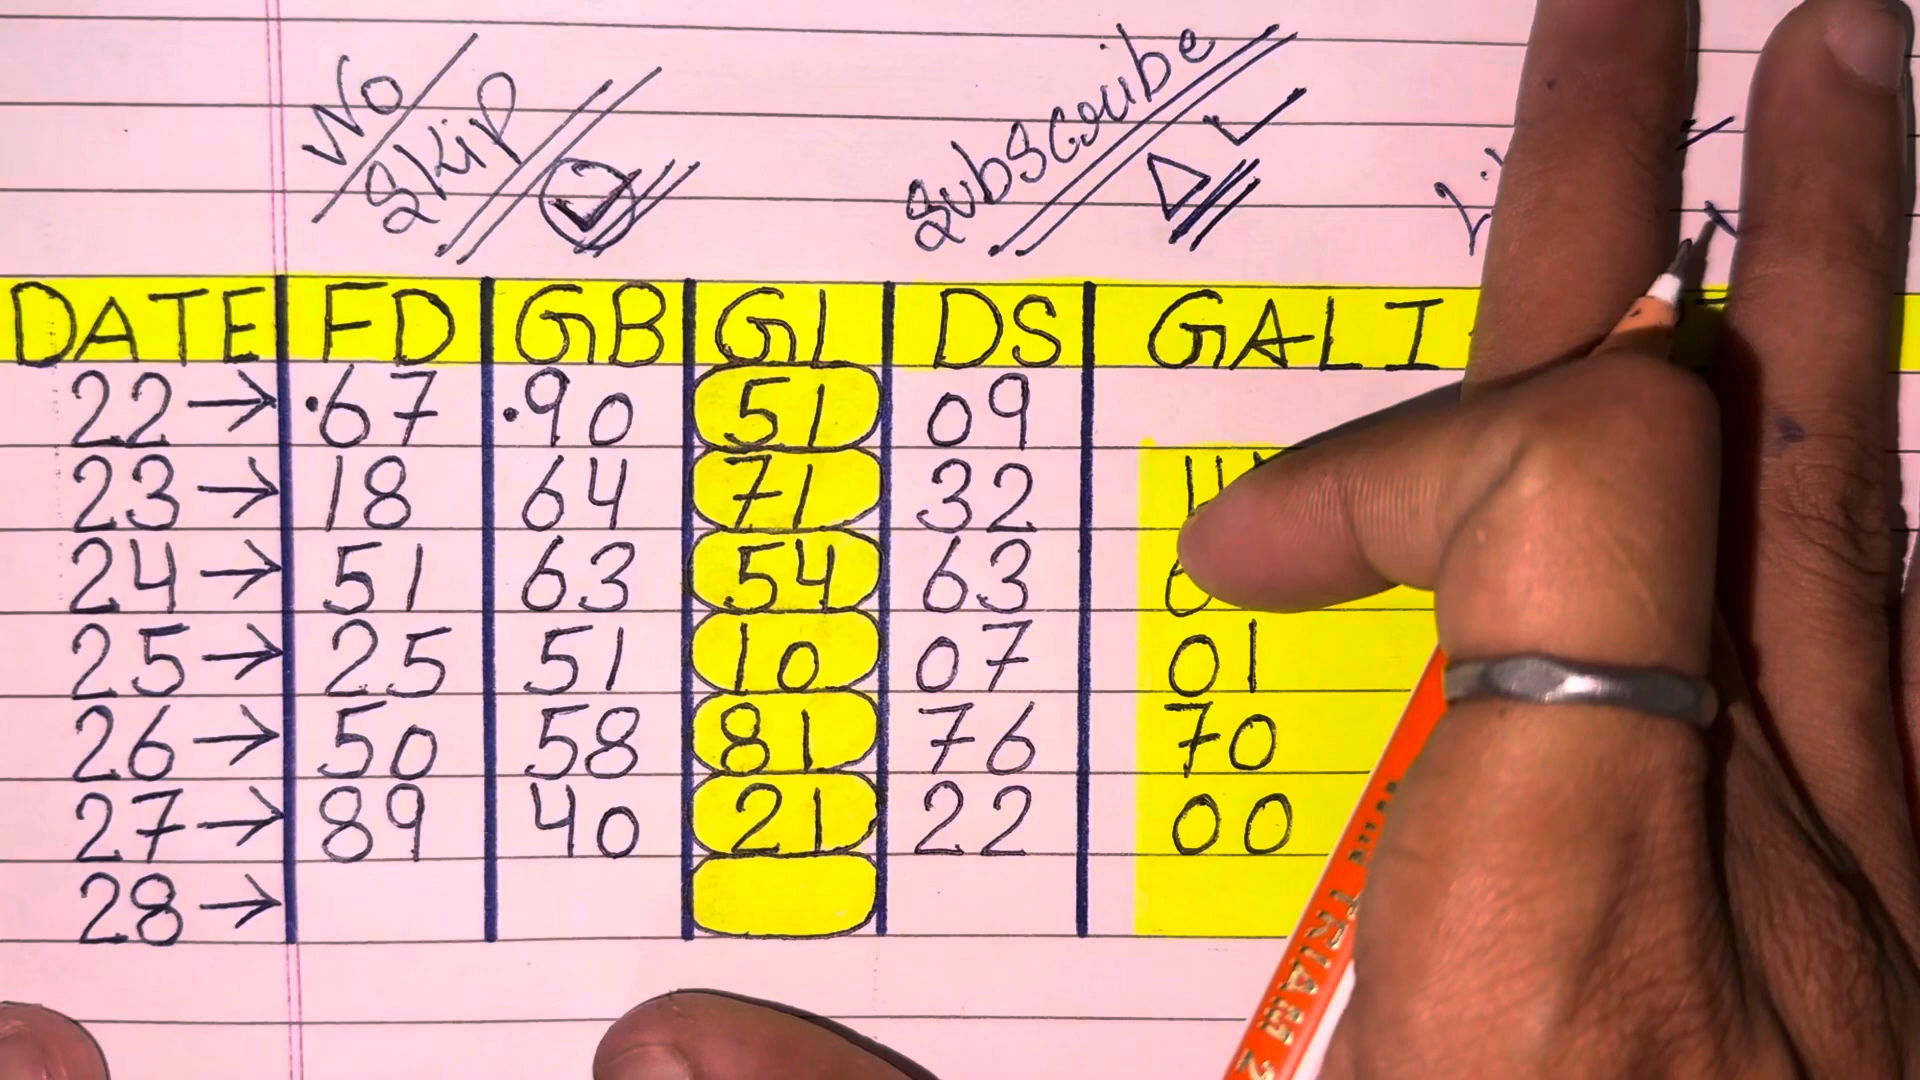 No
Skip
Subscribe
DATE FD GB GL DS GALI
22 → .67 .90 51 09
23 → 18 64 71 32
24 → 51 63 54 63
25 → 25 51 10 07 01
26 → 50 58 81 76 70
27 → 89 40 21 22 00
28 →
TRIAM 2